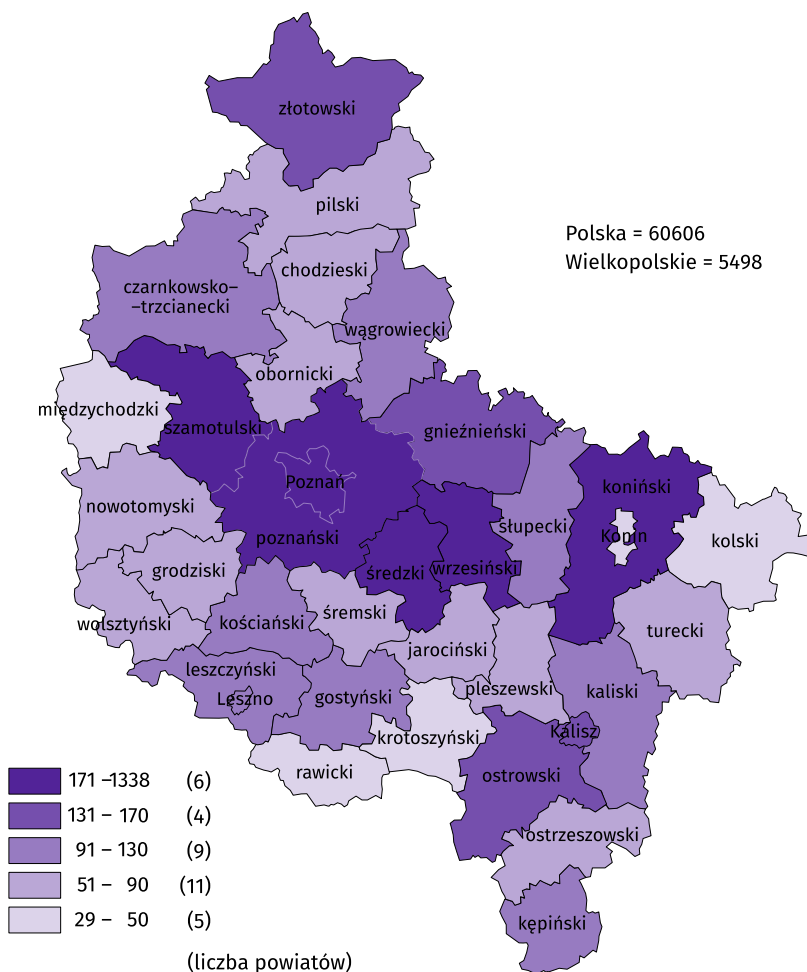 złotowski
pilski
Polska = 60606
Wielkopolskie = 5498
chodzieski
czarnkowsko–
–trzcianecki
wągrowiecki
obornicki
międzychodzki
szamotulski
gnieźnieński
Poznań
koniński
nowotomyski
słupecki
Konin
kolski
poznański
średzki
wrzesiński
grodziski
wolsztyński
kościański
śremski
turecki
jarociński
leszczyński
Leszno
gostyński
pleszewski
kaliski
krotoszyński
Kalisz
rawicki
ostrowski
ostrzeszowski
kępiński
171 –1338 (6)
131 – 170 (4)
91 – 130 (9)
51 – 90 (11)
29 – 50 (5)
(liczba powiatów)